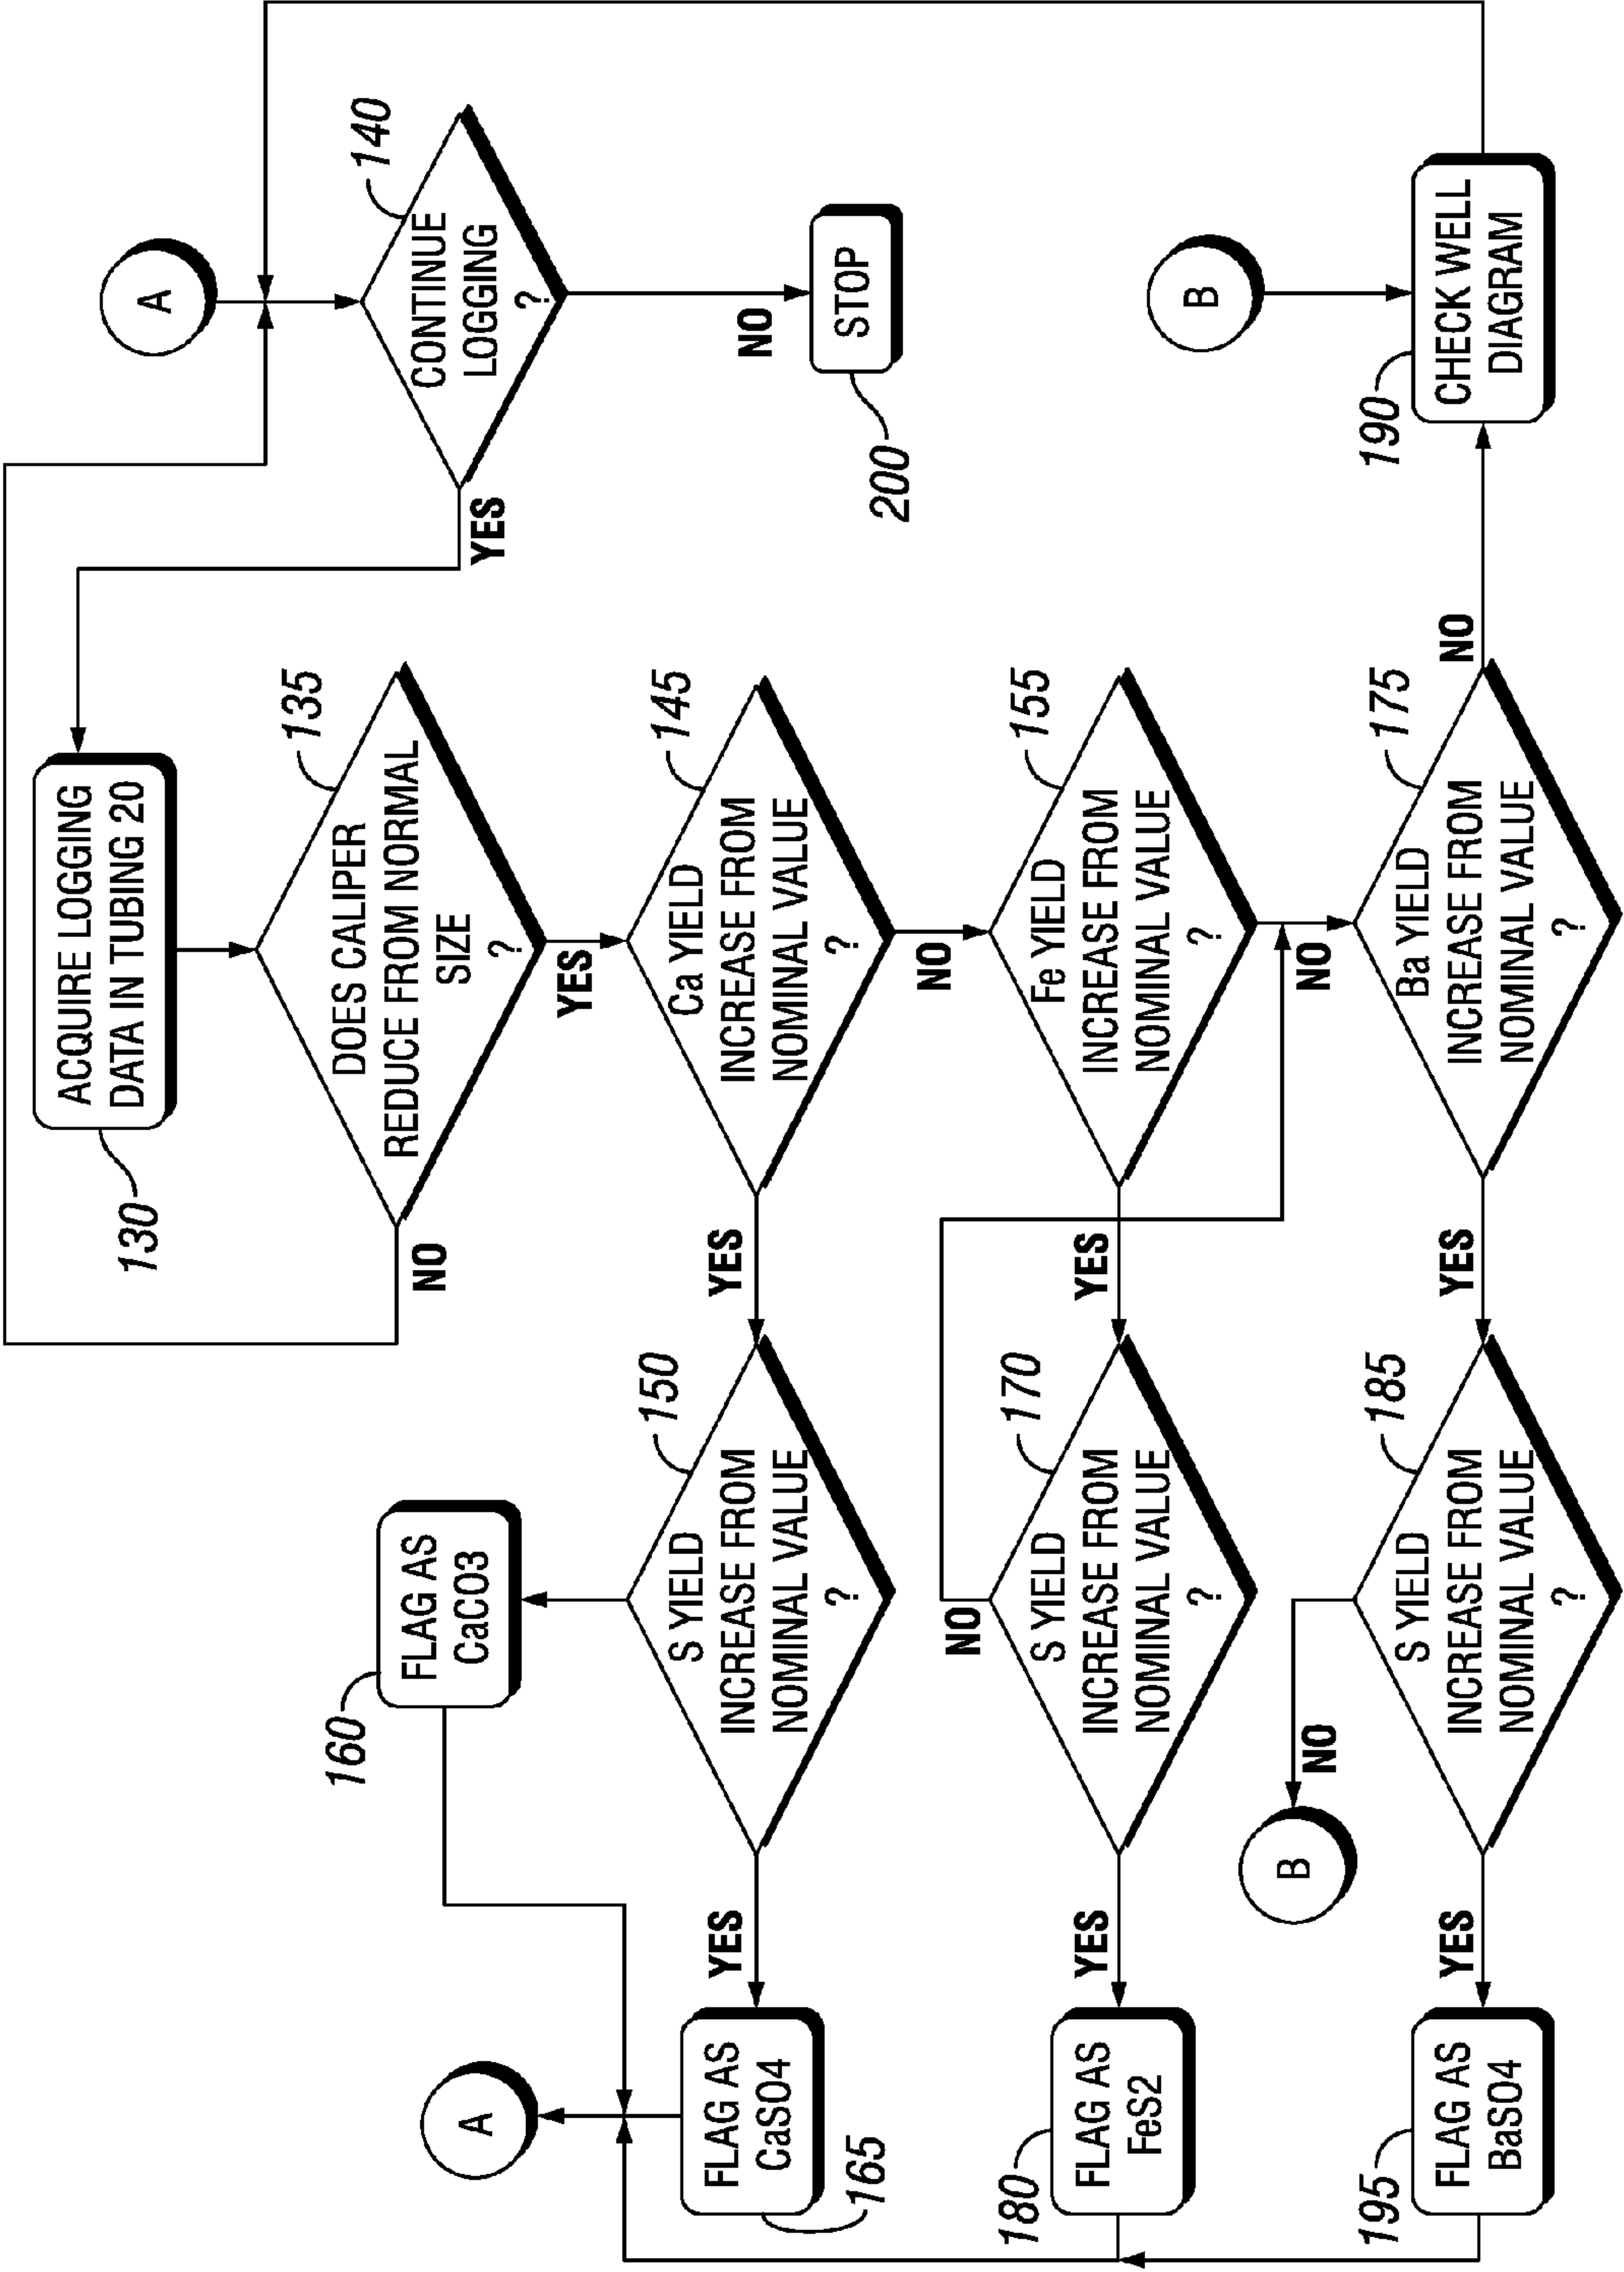 A
140
CONTINUE
LOGGING
?
YES
NO
STOP
200
ACQUIRE LOGGING
DATA IN TUBING 20
130
DOES CALIPER
REDUCE FROM NORMAL
SIZE
?
135
NO
YES
Ca YIELD
INCREASE FROM
NOMINAL VALUE
?
145
YES
NO
S YIELD
INCREASE FROM
NOMINAL VALUE
?
150
FLAG AS
CaCO3
160
YES
FLAG AS
CaSO4
165
A
Fe YIELD
INCREASE FROM
NOMINAL VALUE
?
155
YES
NO
S YIELD
INCREASE FROM
NOMINAL VALUE
?
170
NO
YES
FLAG AS
FeS2
180
Ba YIELD
INCREASE FROM
NOMINAL VALUE
?
175
NO
YES
S YIELD
INCREASE FROM
NOMINAL VALUE
?
185
NO
B
YES
FLAG AS
BaSO4
195
B
CHECK WELL
DIAGRAM
190